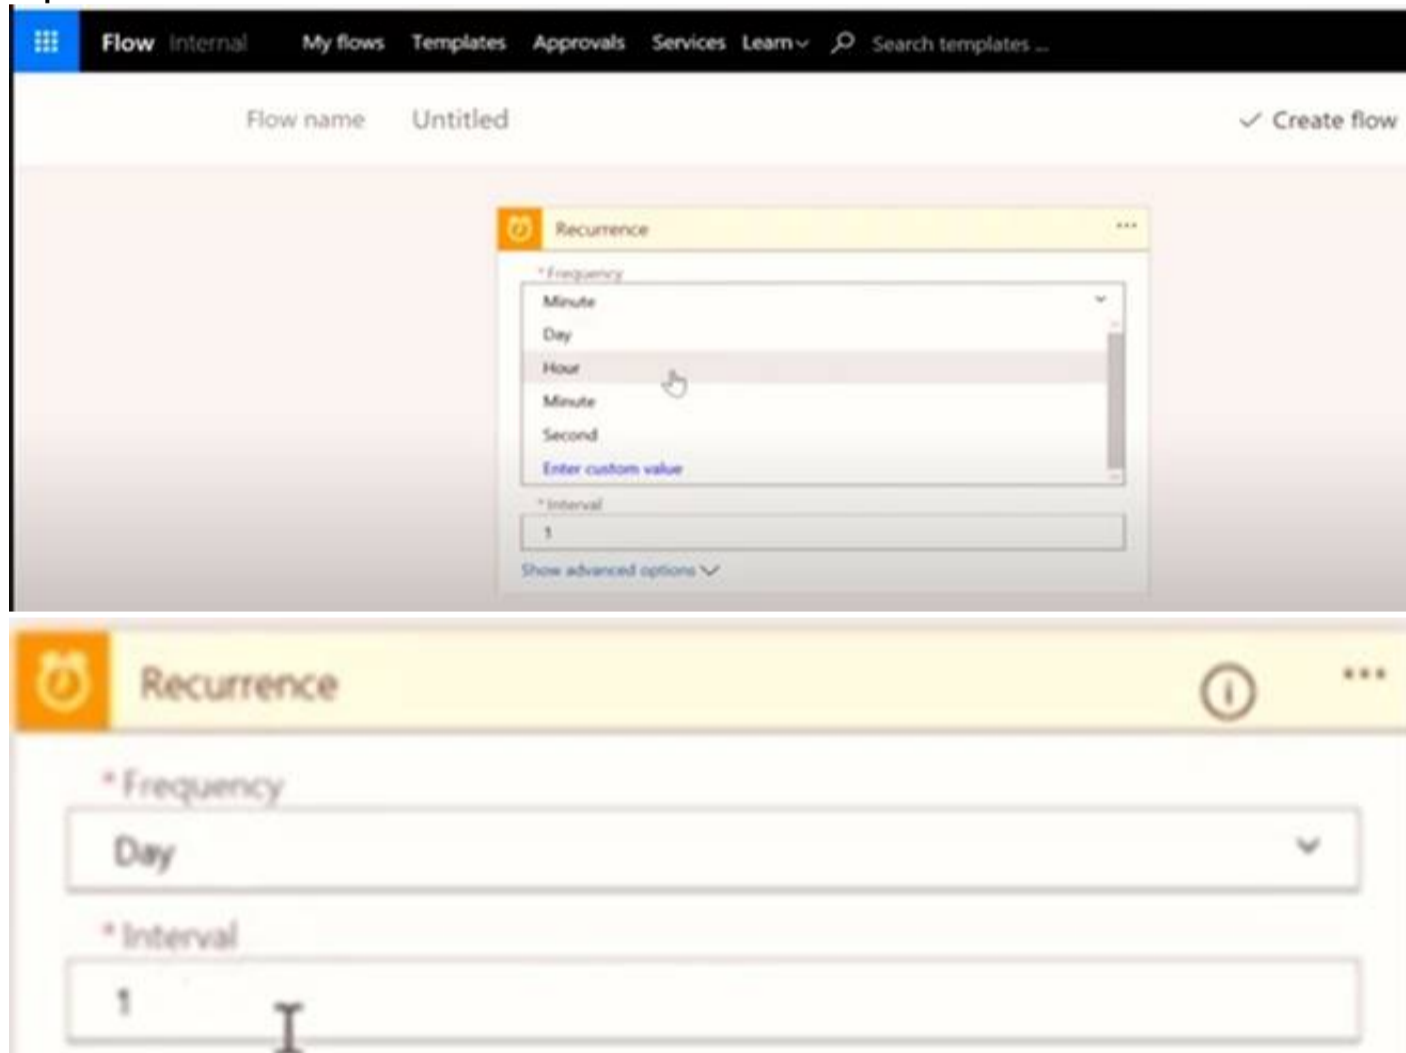 Flow Internal My flows Templates Approvals Services Learn Search templates ...
Flow name Untitled Create flow
Recurrence ...
* Frequency
Minute
Day
Hour
Minute
Second
Enter custom value
* Interval
1
Show advanced options
Recurrence i ...
* Frequency
Day
* Interval
1